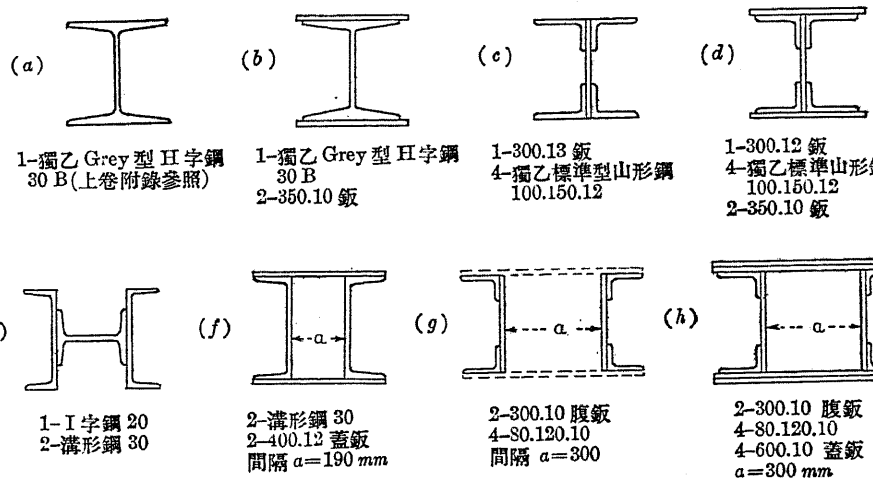 (a)
(b)
(c)
(d)
1–獨乙 Grey 型 H 字鋼
30 B (上卷附錄參照)
1–獨乙 Grey 型 H 字鋼
30 B
2–350.10 鈑
1–300.13 鈑
4–獨乙標準型山形鋼
100.150.12
1–300.12 鈑
4–獨乙標準山形鋼
100.150.12
2–350.10 鈑
)
(f)
a
(g)
a
(h)
a
1–I 字鋼 20
2–溝形鋼 30
2–溝形鋼 30
2–400.12 蓋鈑
間隔 a=190 mm
2–300.10 腹鈑
4–80.120.10
間隔 a=300
2–300.10 腹鈑
4–80.120.10
4–600.10 蓋鈑
a=300 mm